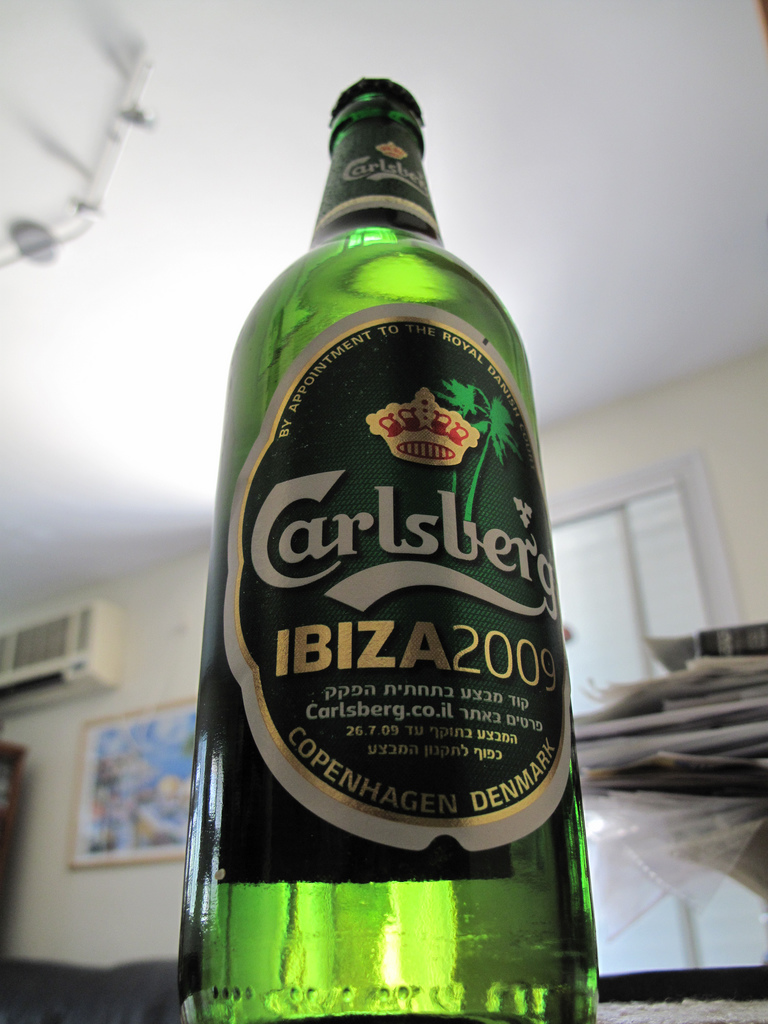 Carlsberg
BY APPOINTMENT TO THE ROYAL DANISH
Carlsberg
IBIZA2009
קוד מבצע בתחתית הפקק
פרטים באתר Carlsberg.co.il
המבצע בתוקף עד 26.7.09
כפוף לתקנון המבצע
COPENHAGEN DENMARK